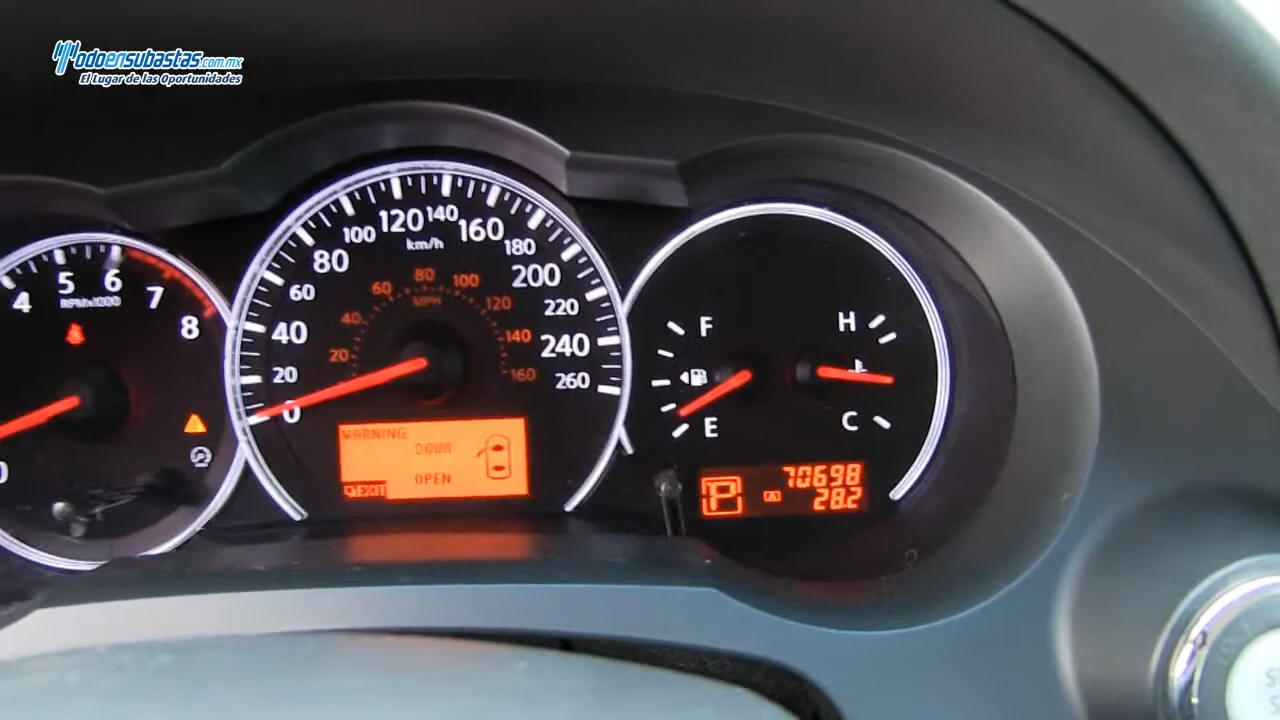 Todoensubastas.com.mx
El Lugar de las Oportunidades
4 5 6 7 8
RPMx1000
0
0 20 40 60 80 100 120 140 160 180 200 220 240 260
km/h
20 40 60 80 100 120 140 160
MPH
WARNING
DOOR
OPEN
EXIT
F
E
H
C
P
A
70698
28.2